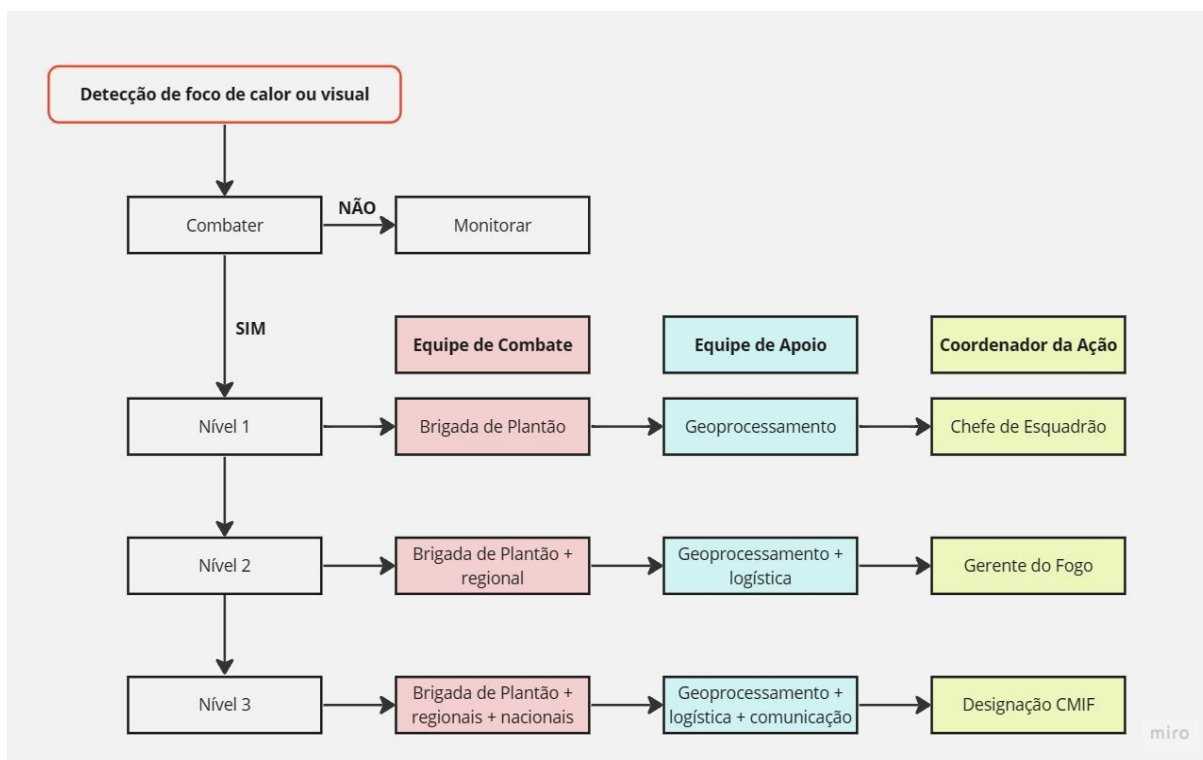 Detecção de foco de calor ou visual
Combater
NÃO
Monitorar
SIM
Equipe de Combate
Equipe de Apoio
Coordenador da Ação
Nível 1
Brigada de Plantão
Geoprocessamento
Chefe de Esquadrão
Nível 2
Brigada de Plantão +
regional
Geoprocessamento +
logística
Gerente do Fogo
Nível 3
Brigada de Plantão +
regionais + nacionais
Geoprocessamento +
logística + comunicação
Designação CMIF
miro